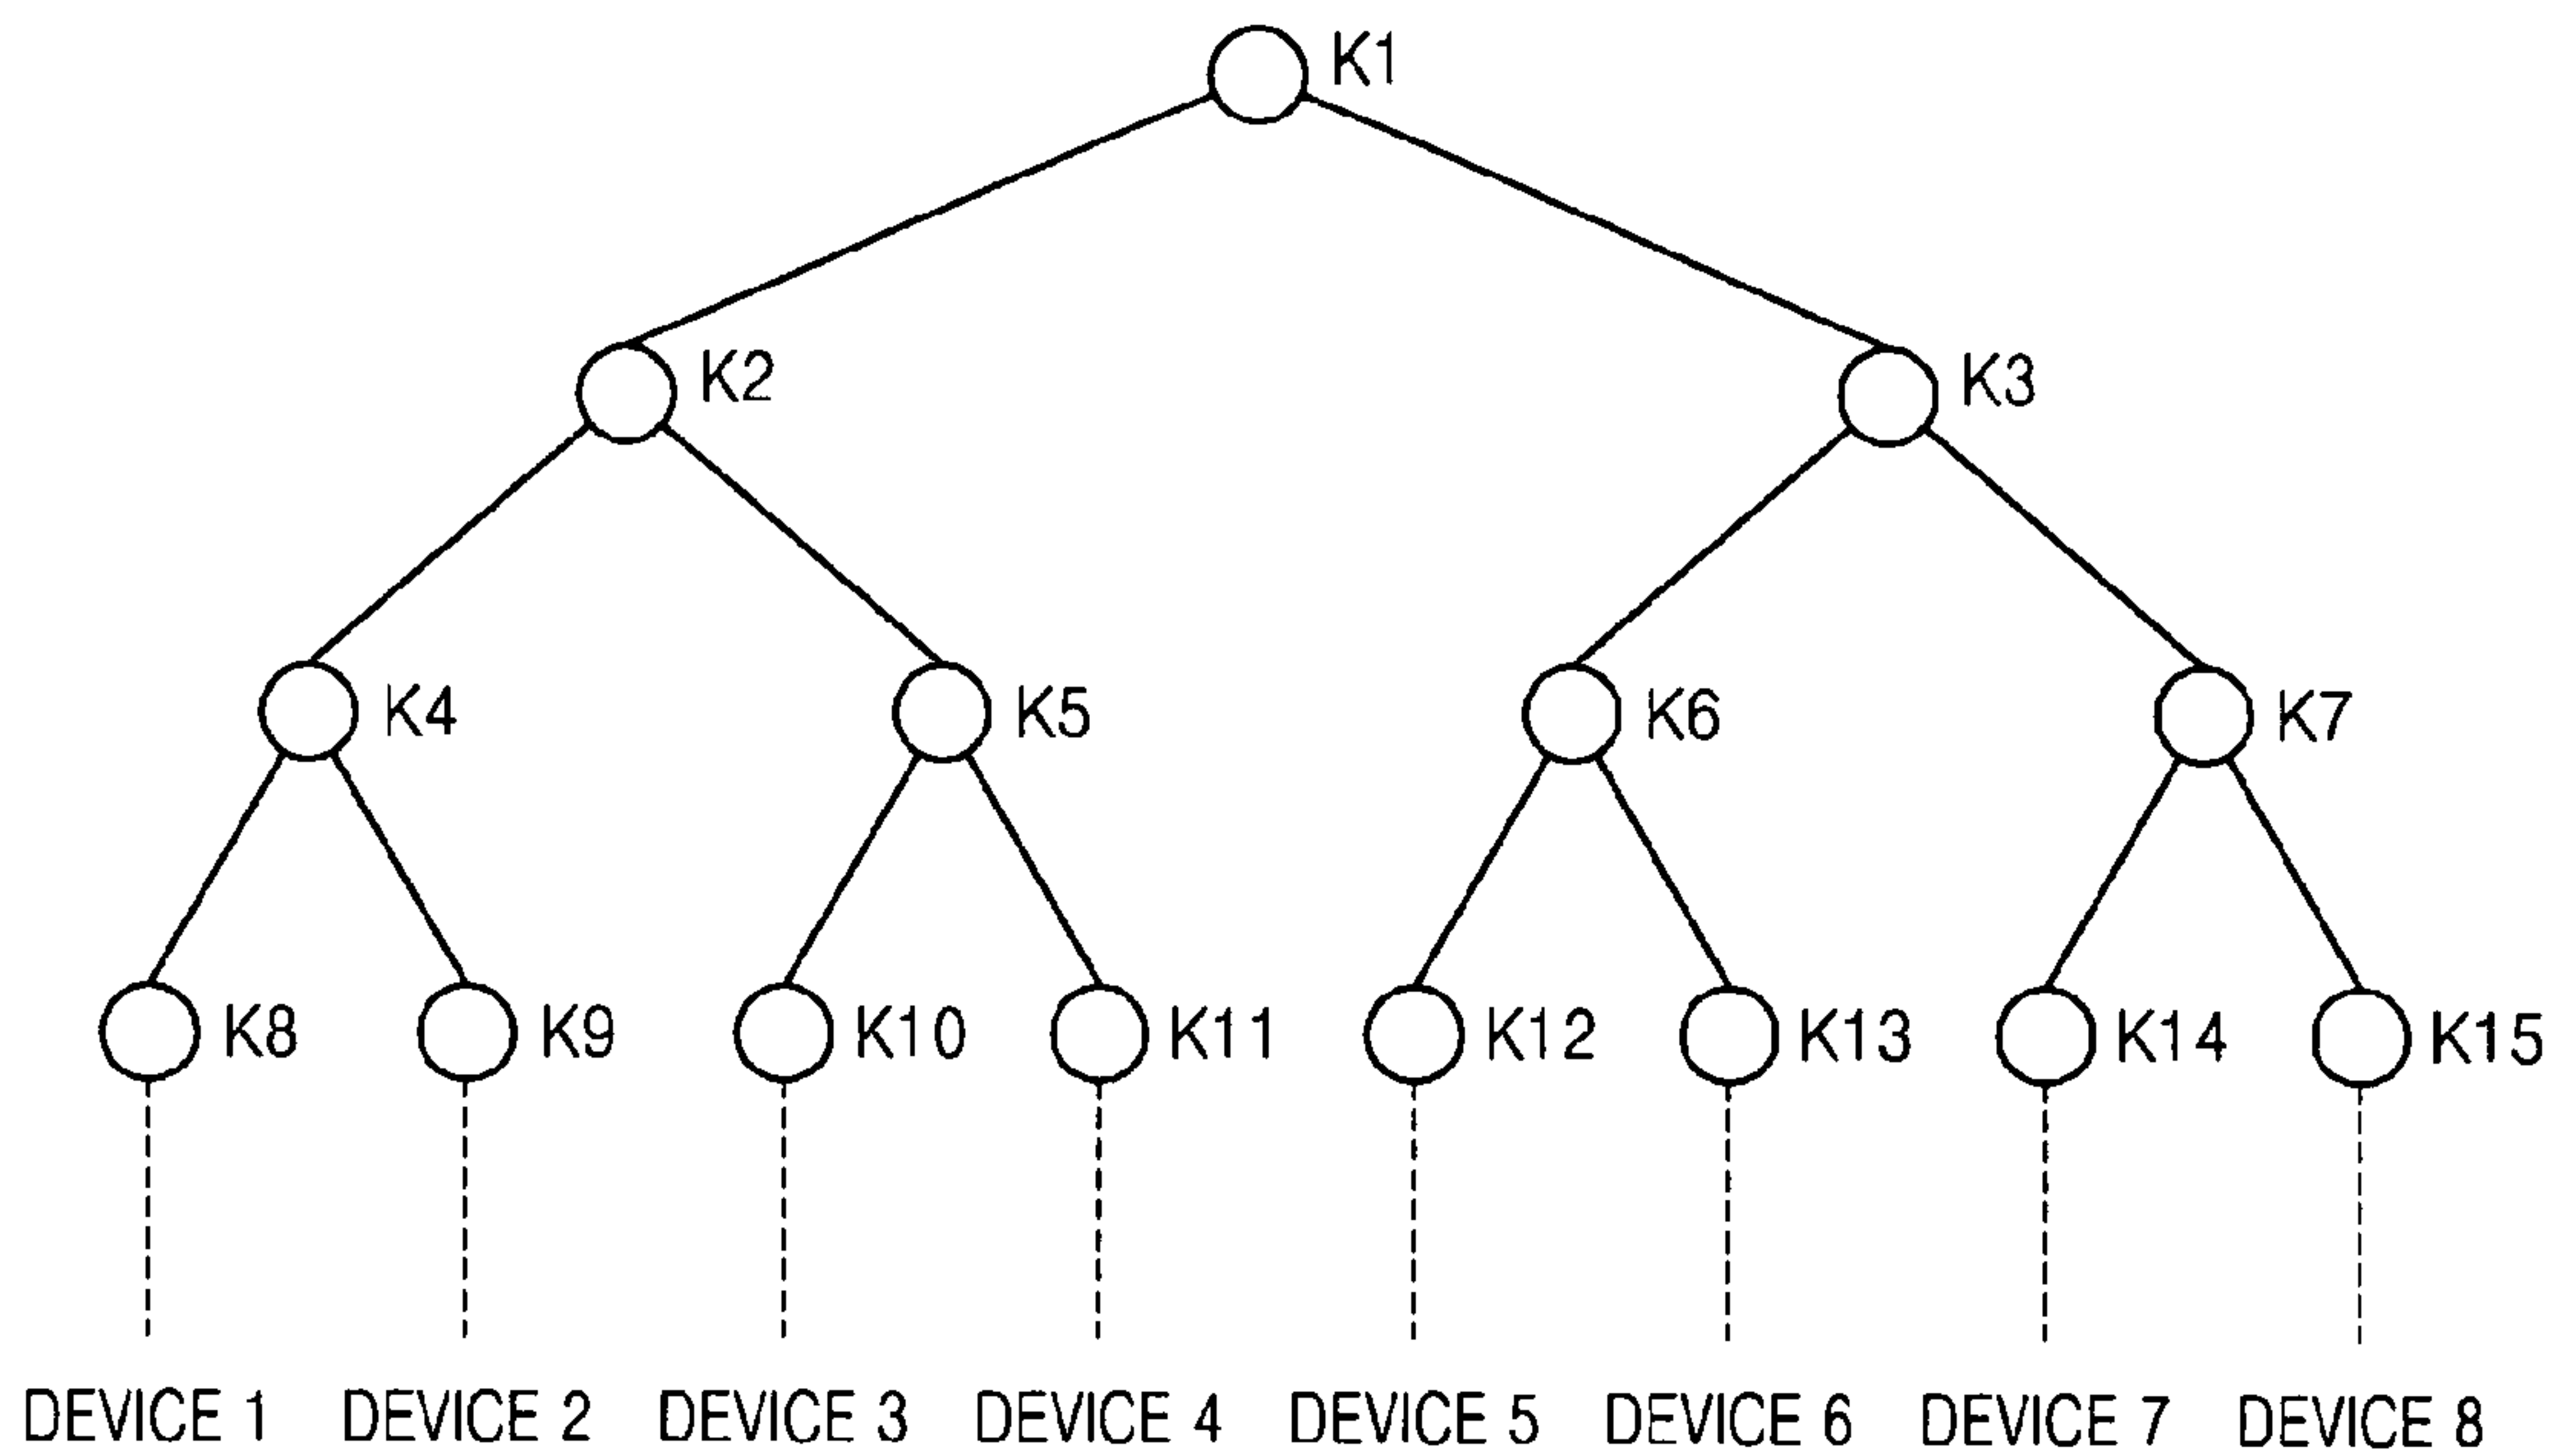 K1
K2 K3
K4 K5 K6 K7
K8 K9 K10 K11 K12 K13 K14 K15
DEVICE 1 DEVICE 2 DEVICE 3 DEVICE 4 DEVICE 5 DEVICE 6 DEVICE 7 DEVICE 8